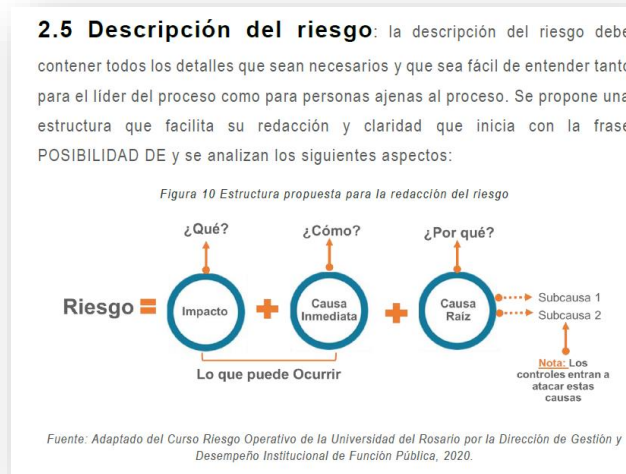 2.5 Descripción del riesgo: la descripción del riesgo debe
contener todos los detalles que sean necesarios y que sea fácil de entender tanto
para el líder del proceso como para personas ajenas al proceso. Se propone una
estructura que facilita su redacción y claridad que inicia con la frase
POSIBILIDAD DE y se analizan los siguientes aspectos:
Figura 10 Estructura propuesta para la redacción del riesgo
¿Qué?
¿Cómo?
¿Por qué?
Riesgo =
Impacto
+
Causa
Inmediata
+
Causa
Raíz
Subcausa 1
Subcausa 2
Lo que puede Ocurrir
Nota: Los
controles entran a
atacar estas
causas
Fuente: Adaptado del Curso Riesgo Operativo de la Universidad del Rosario por la Dirección de Gestión y
Desempeño Institucional de Función Pública, 2020.